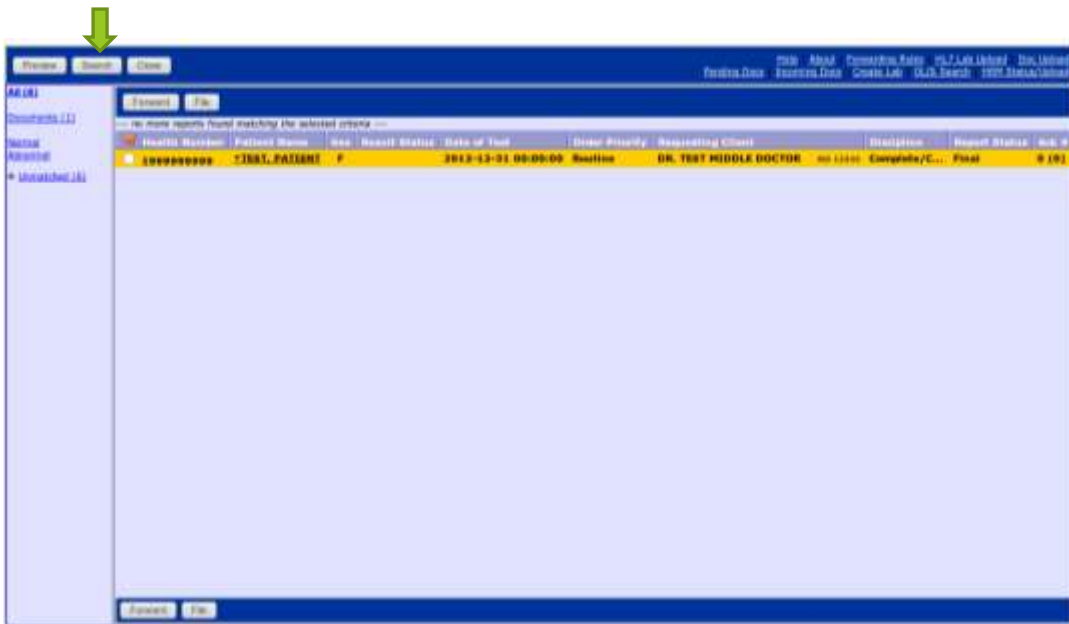 Preview Search Close
Help About Forwarding Rules HL7 Lab Upload Doc Upload
Pending Docs Incoming Docs Create Lab OLIS Search HRM Status/Upload
All (6)
Documents (1)
Normal
Abnormal
Unmatched (6)
Forward File
--- no more reports found matching the selected criteria ---
Health Number Patient Name Sex Result Status Date of Test Order Priority Requesting Client Discipline Report Status Ack #
*TEST, PATIENT F 2013-12-31 00:00:00 Routine DR. TEST MIDDLE DOCTOR Complete/C... Final 0 (0)
Forward File